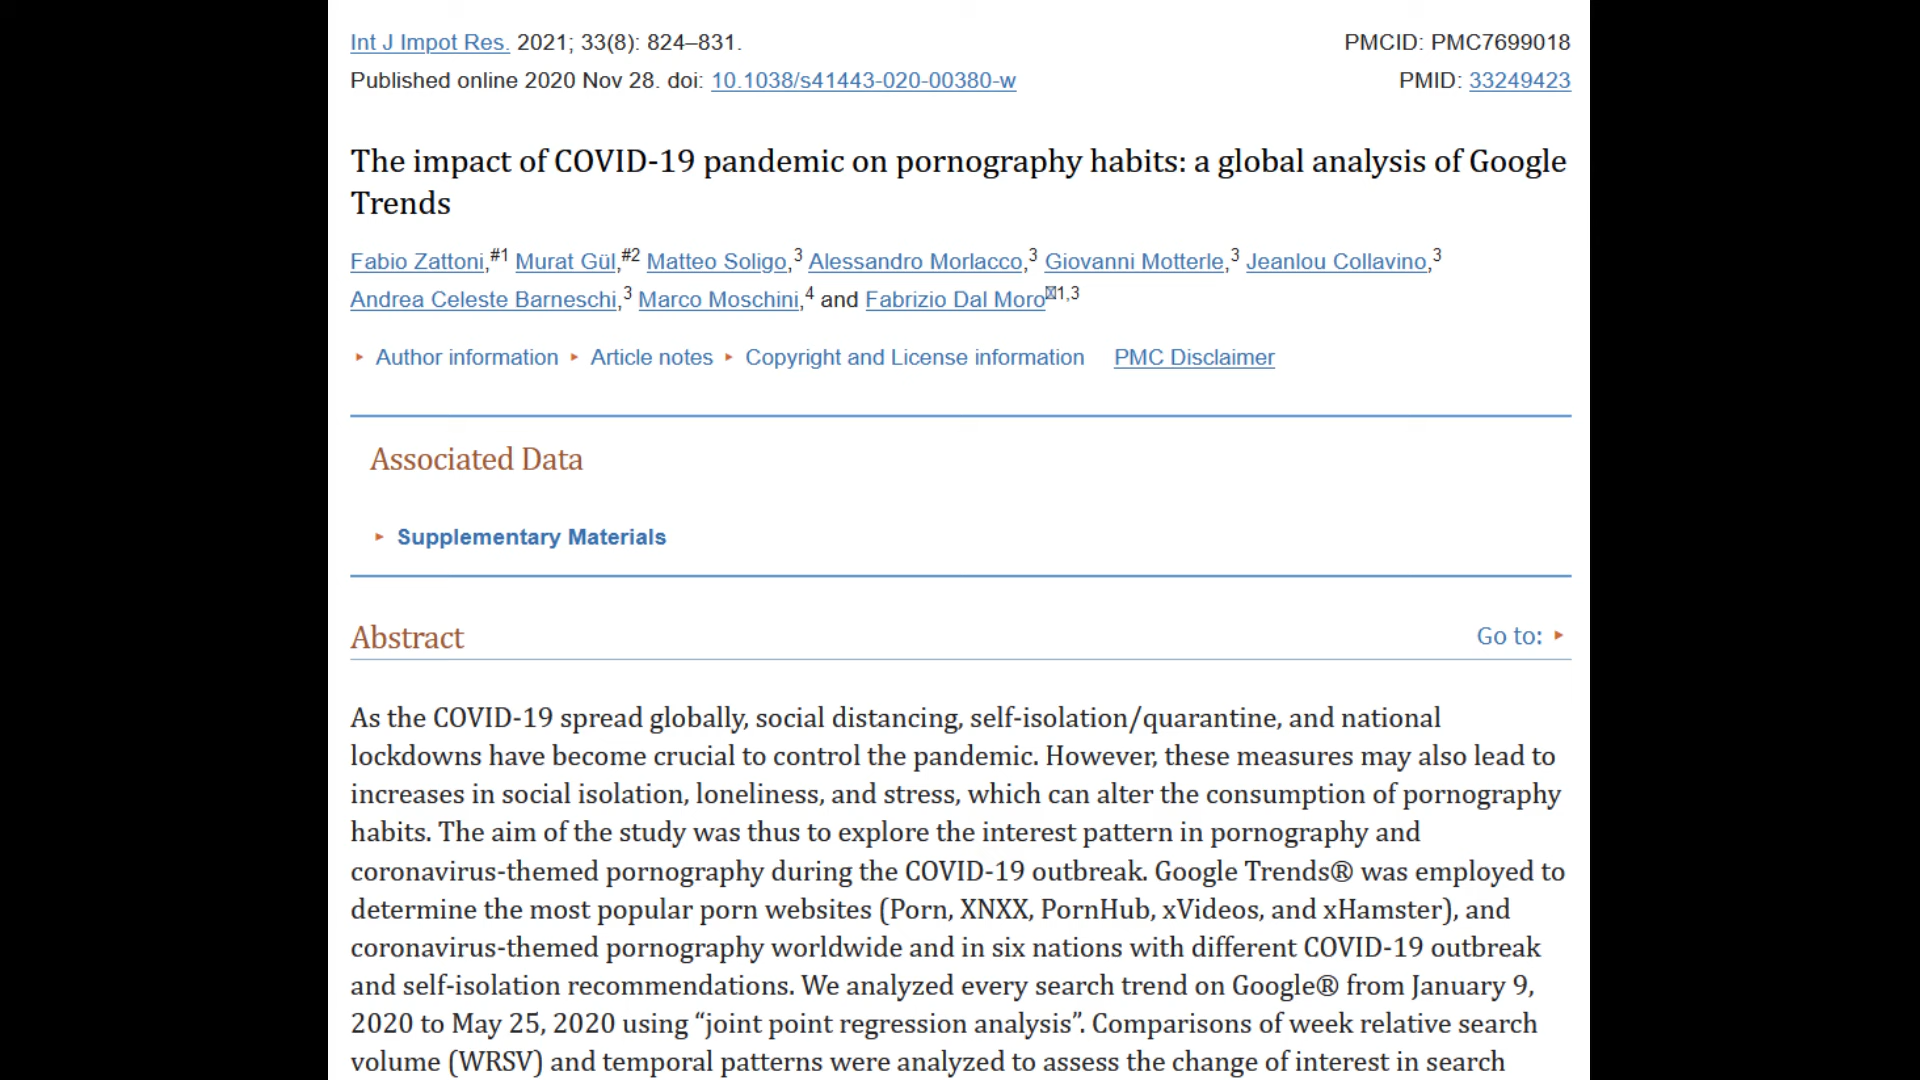 Int J Impot Res. 2021; 33(8): 824–831. PMCID: PMC7699018
Published online 2020 Nov 28. doi: 10.1038/s41443-020-00380-w PMID: 33249423
The impact of COVID-19 pandemic on pornography habits: a global analysis of Google
Trends
Fabio Zattoni,#1 Murat Gül,#2 Matteo Soligo,3 Alessandro Morlacco,3 Giovanni Motterle,3 Jeanlou Collavino,3
Andrea Celeste Barneschi,3 Marco Moschini,4 and Fabrizio Dal Moro1,3
Author information Article notes Copyright and License information PMC Disclaimer
Associated Data
Supplementary Materials
Abstract Go to:
As the COVID-19 spread globally, social distancing, self-isolation/quarantine, and national
lockdowns have become crucial to control the pandemic. However, these measures may also lead to
increases in social isolation, loneliness, and stress, which can alter the consumption of pornography
habits. The aim of the study was thus to explore the interest pattern in pornography and
coronavirus-themed pornography during the COVID-19 outbreak. Google Trends® was employed to
determine the most popular porn websites (Porn, XNXX, PornHub, xVideos, and xHamster), and
coronavirus-themed pornography worldwide and in six nations with different COVID-19 outbreak
and self-isolation recommendations. We analyzed every search trend on Google® from January 9,
2020 to May 25, 2020 using “joint point regression analysis”. Comparisons of week relative search
volume (WRSV) and temporal patterns were analyzed to assess the change of interest in search